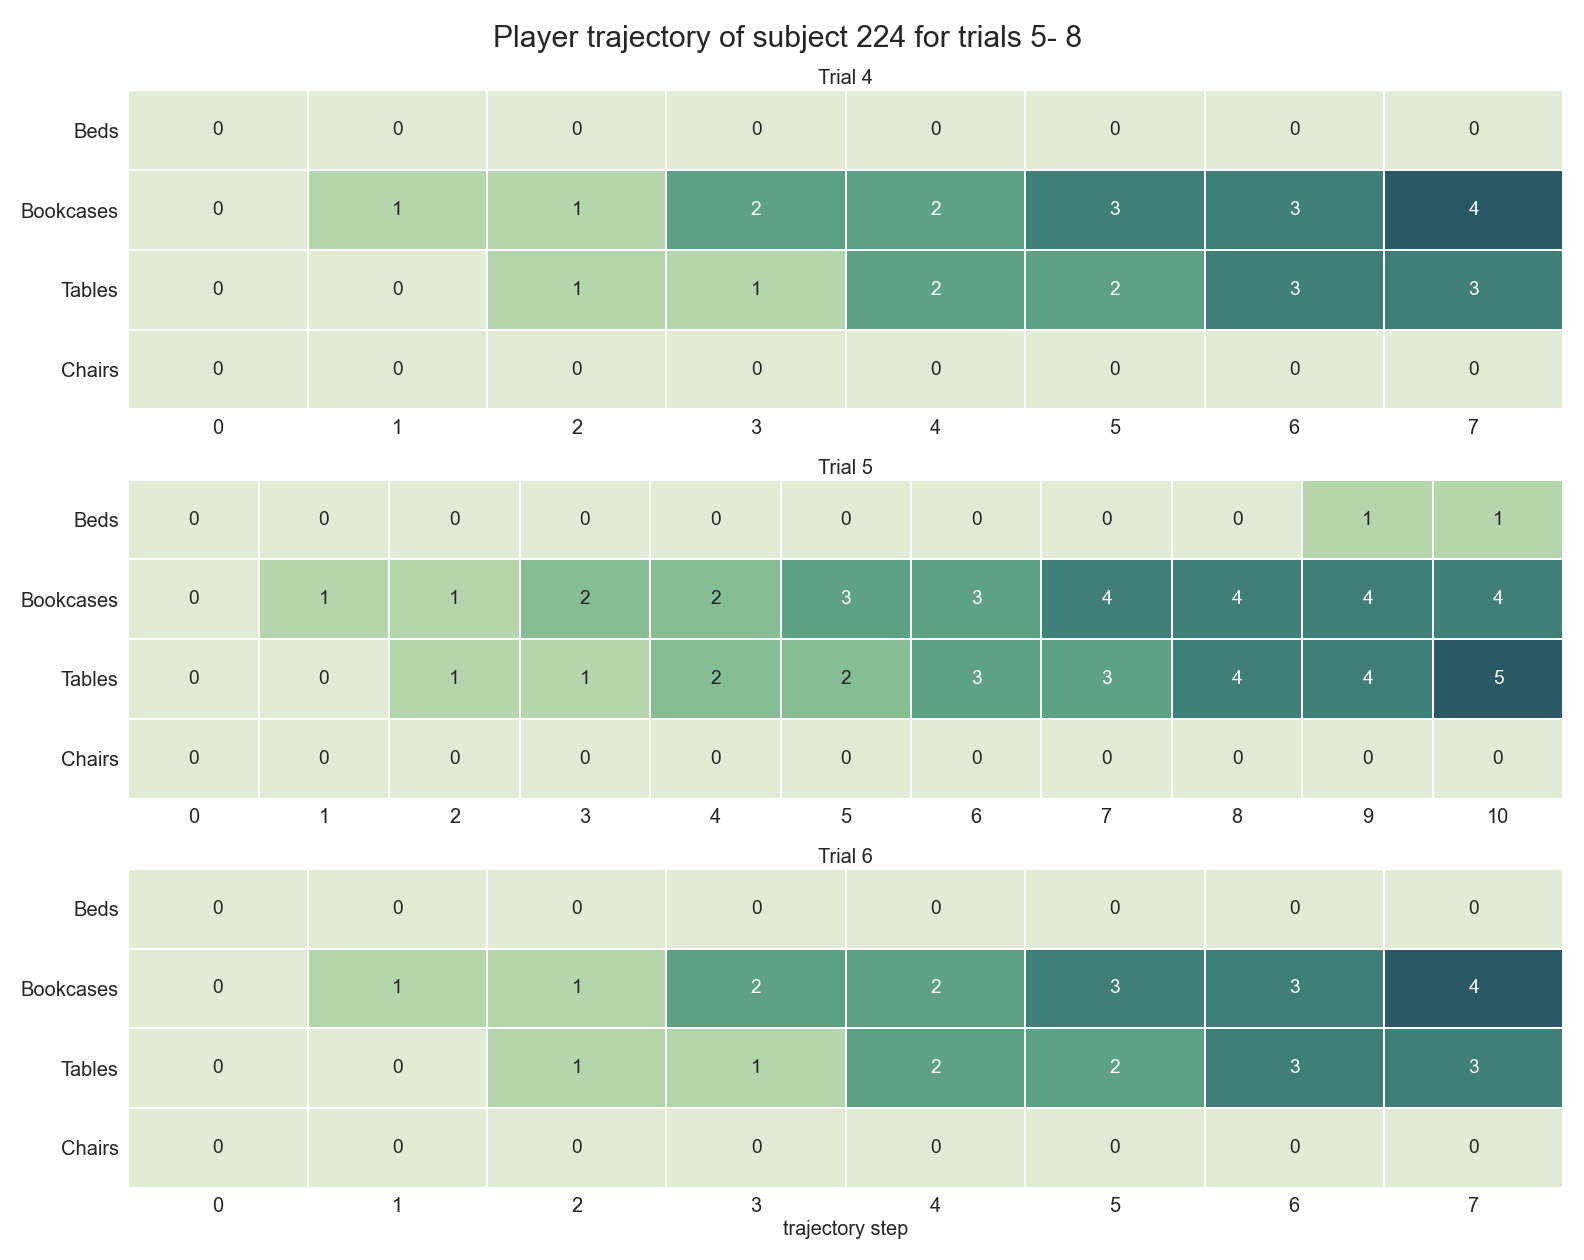 Player trajectory of subject 224 for trials 5- 8
Trial 4
Beds 0 0 0 0 0 0 0 0
Bookcases 0 1 1 2 2 3 3 4
Tables 0 0 1 1 2 2 3 3
Chairs 0 0 0 0 0 0 0 0
0 1 2 3 4 5 6 7
Trial 5
Beds 0 0 0 0 0 0 0 0 0 1 1
Bookcases 0 1 1 2 2 3 3 4 4 4 4
Tables 0 0 1 1 2 2 3 3 4 4 5
Chairs 0 0 0 0 0 0 0 0 0 0 0
0 1 2 3 4 5 6 7 8 9 10
Trial 6
Beds 0 0 0 0 0 0 0 0
Bookcases 0 1 1 2 2 3 3 4
Tables 0 0 1 1 2 2 3 3
Chairs 0 0 0 0 0 0 0 0
0 1 2 3 4 5 6 7
trajectory step